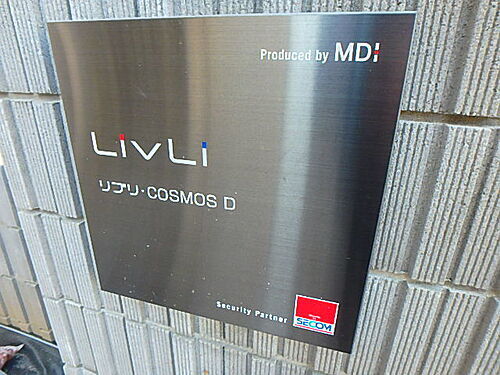 Produced by MDI
LivLi
リブリ・COSMOS D
Security Partner
SECOM